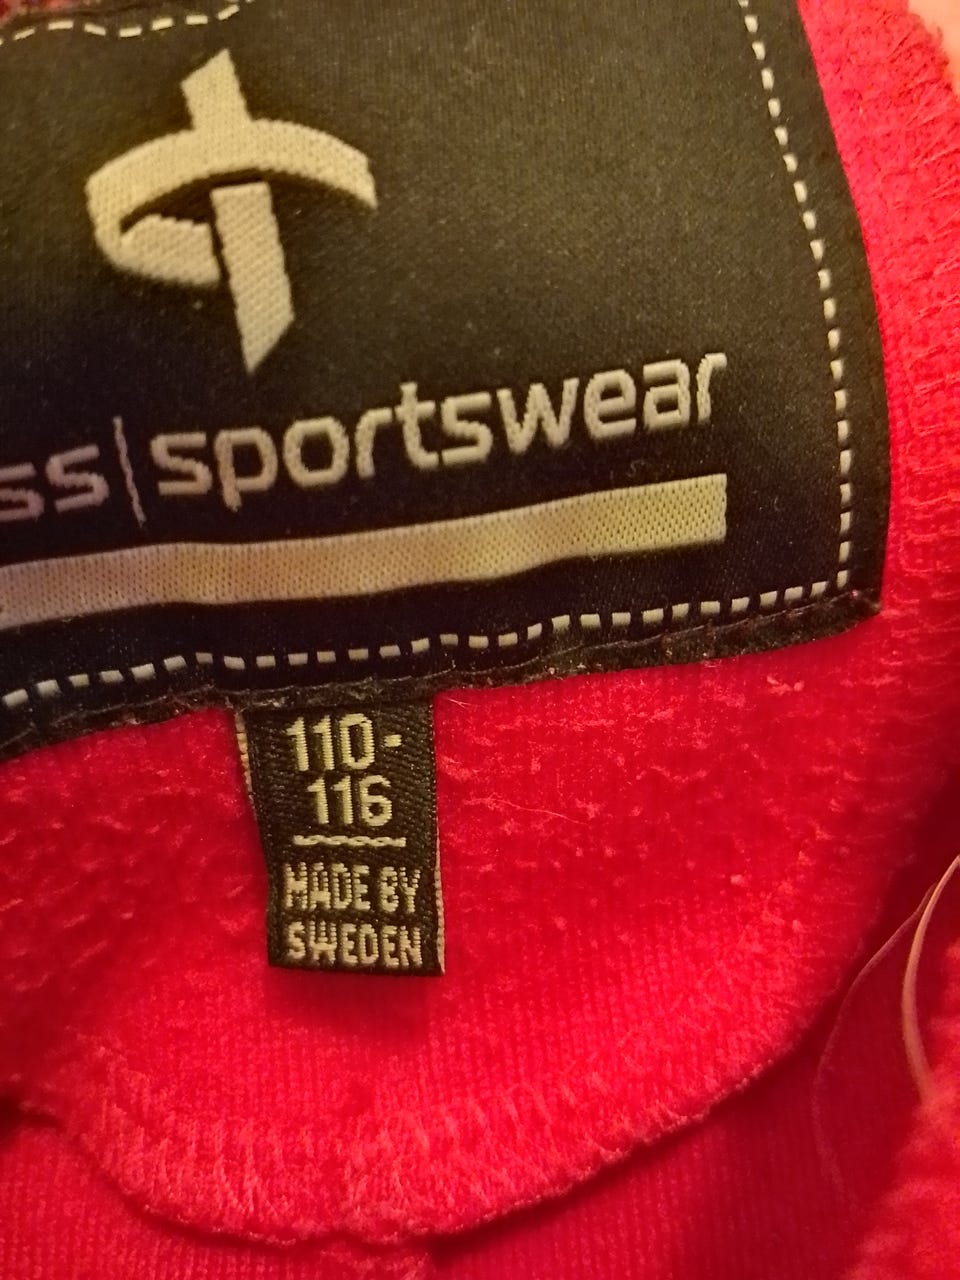 ss|sportswear
110-
116
MADE BY
SWEDEN